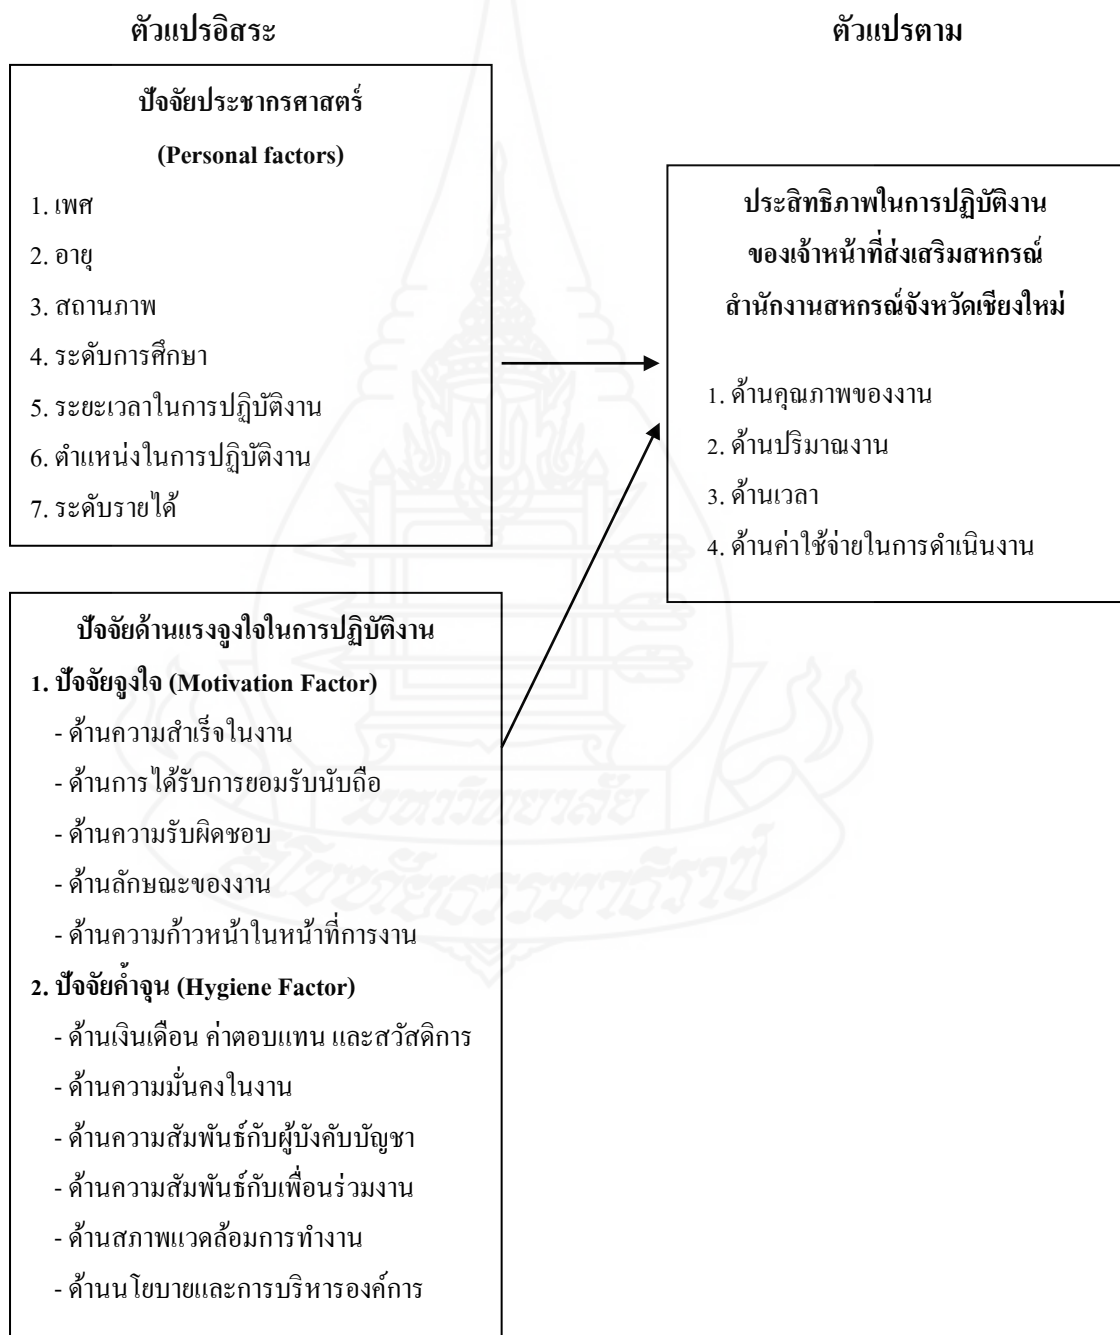 ตัวแปรอิสระ
ตัวแปรตาม
ปัจจัยประชากรศาสตร์
(Personal factors)
1. เพศ
2. อายุ
3. สถานภาพ
4. ระดับการศึกษา
5. ระยะเวลาในการปฏิบัติงาน
6. ตำแหน่งในการปฏิบัติงาน
7. ระดับรายได้
ประสิทธิภาพในการปฏิบัติงาน
ของเจ้าหน้าที่ส่งเสริมสหกรณ์
สำนักงานสหกรณ์จังหวัดเชียงใหม่
1. ด้านคุณภาพของงาน
2. ด้านปริมาณงาน
3. ด้านเวลา
4. ด้านค่าใช้จ่ายในการดำเนินงาน
ปัจจัยด้านแรงจูงใจในการปฏิบัติงาน
1. ปัจจัยจูงใจ (Motivation Factor)
- ด้านความสำเร็จในงาน
- ด้านการได้รับการยอมรับนับถือ
- ด้านความรับผิดชอบ
- ด้านลักษณะของงาน
- ด้านความก้าวหน้าในหน้าที่การงาน
2. ปัจจัยค้ำจุน (Hygiene Factor)
- ด้านเงินเดือน ค่าตอบแทน และสวัสดิการ
- ด้านความมั่นคงในงาน
- ด้านความสัมพันธ์กับผู้บังคับบัญชา
- ด้านความสัมพันธ์กับเพื่อนร่วมงาน
- ด้านสภาพแวดล้อมการทำงาน
- ด้านนโยบายและการบริหารองค์การ
มหาวิทยาลัย
สุโขทัยธรรมาธิราช